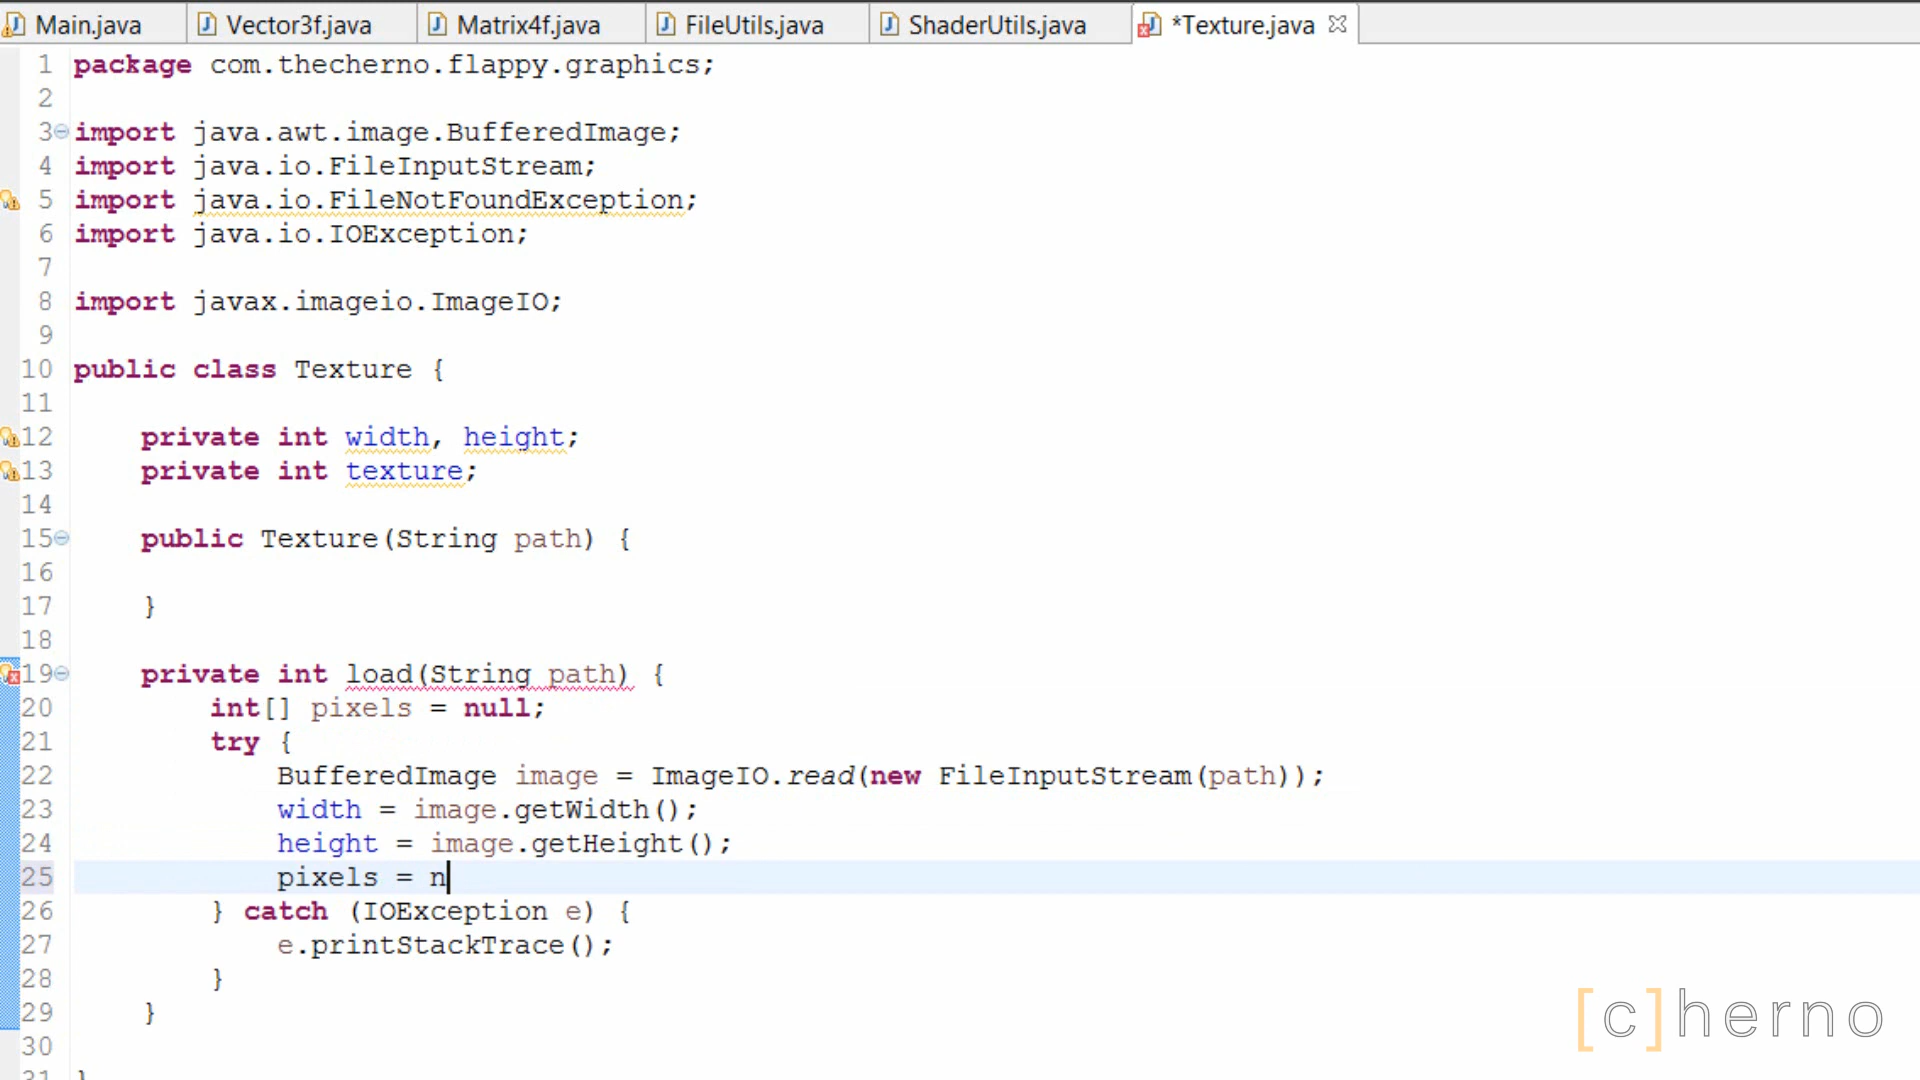 Main.java Vector3f.java Matrix4f.java FileUtils.java ShaderUtils.java *Texture.java
1 package com.thecherno.flappy.graphics;
2
3 import java.awt.image.BufferedImage;
4 import java.io.FileInputStream;
5 import java.io.FileNotFoundException;
6 import java.io.IOException;
7
8 import javax.imageio.ImageIO;
9
10 public class Texture {
11
12 private int width, height;
13 private int texture;
14
15 public Texture(String path) {
16
17 }
18
19 private int load(String path) {
20 int[] pixels = null;
21 try {
22 BufferedImage image = ImageIO.read(new FileInputStream(path));
23 width = image.getWidth();
24 height = image.getHeight();
25 pixels = n
26 } catch (IOException e) {
27 e.printStackTrace();
28 }
29 }
30
31 }
[c]herno